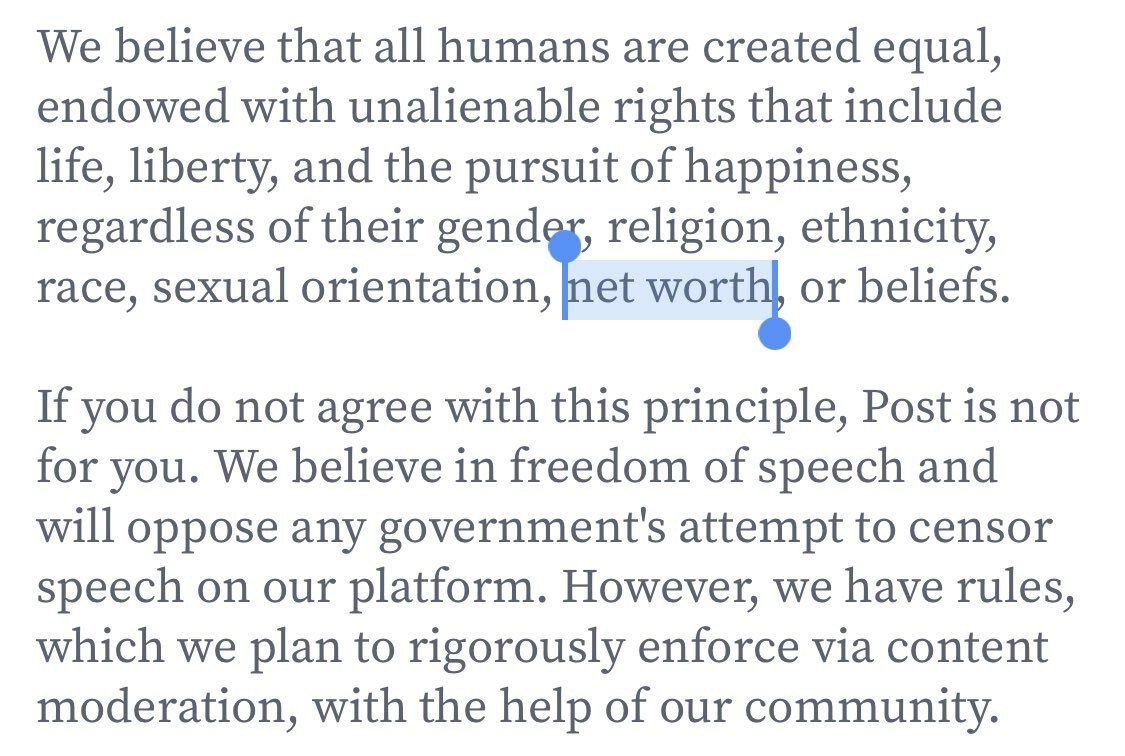 We believe that all humans are created equal,
endowed with unalienable rights that include
life, liberty, and the pursuit of happiness,
regardless of their gender, religion, ethnicity,
race, sexual orientation, net worth, or beliefs.
If you do not agree with this principle, Post is not
for you. We believe in freedom of speech and
will oppose any government's attempt to censor
speech on our platform. However, we have rules,
which we plan to rigorously enforce via content
moderation, with the help of our community.